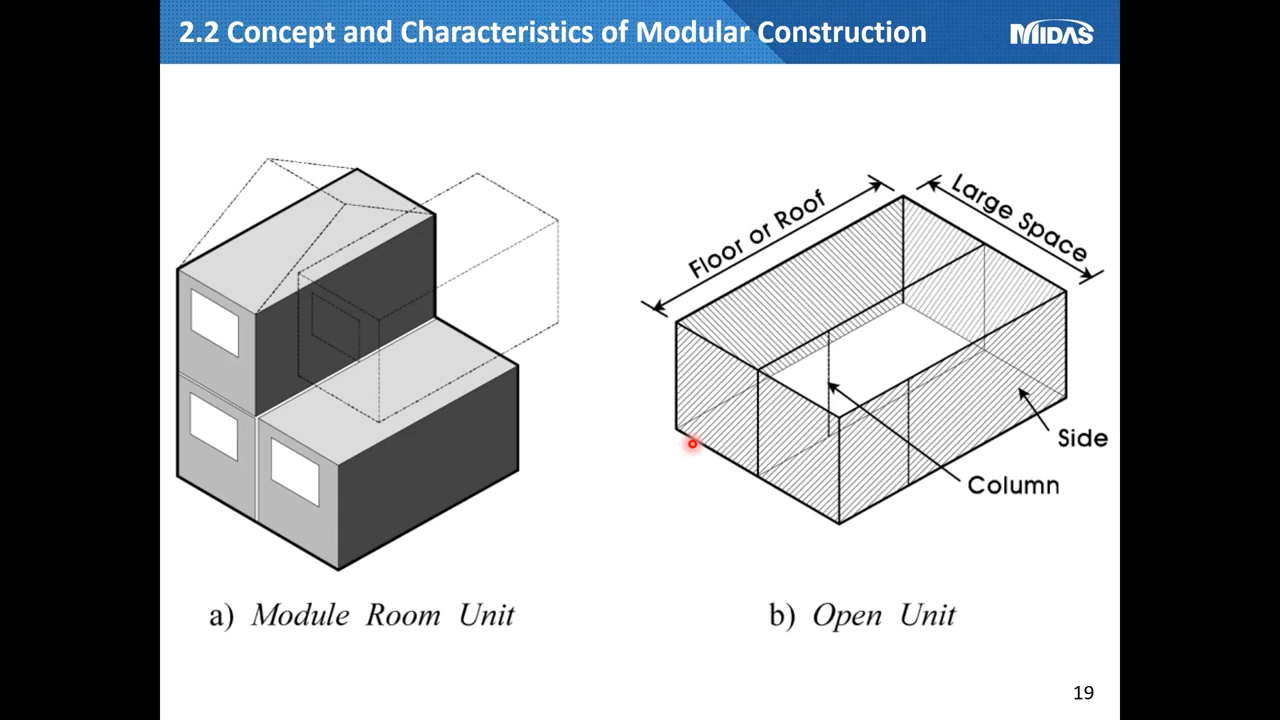 2.2 Concept and Characteristics of Modular Construction
MIDAS
Floor or Roof
Large Space
Side
Column
a) Module Room Unit
b) Open Unit
19